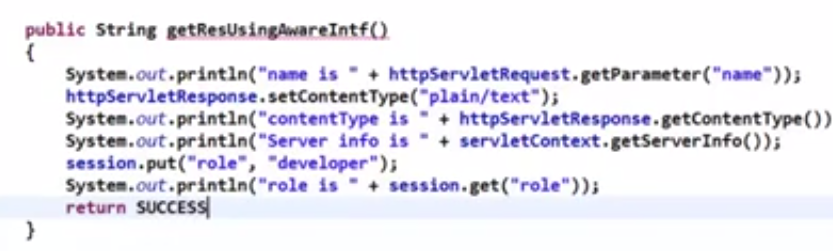 public String getResUsingAwareIntf()
{
System.out.println("name is " + httpServletRequest.getParameter("name"));
httpServletResponse.setContentType("plain/text");
System.out.println("contentType is " + httpServletResponse.getContentType())
System.out.println("Server info is " + servletContext.getServerInfo());
session.put("role", "developer");
System.out.println("role is " + session.get("role"));
return SUCCESS
}